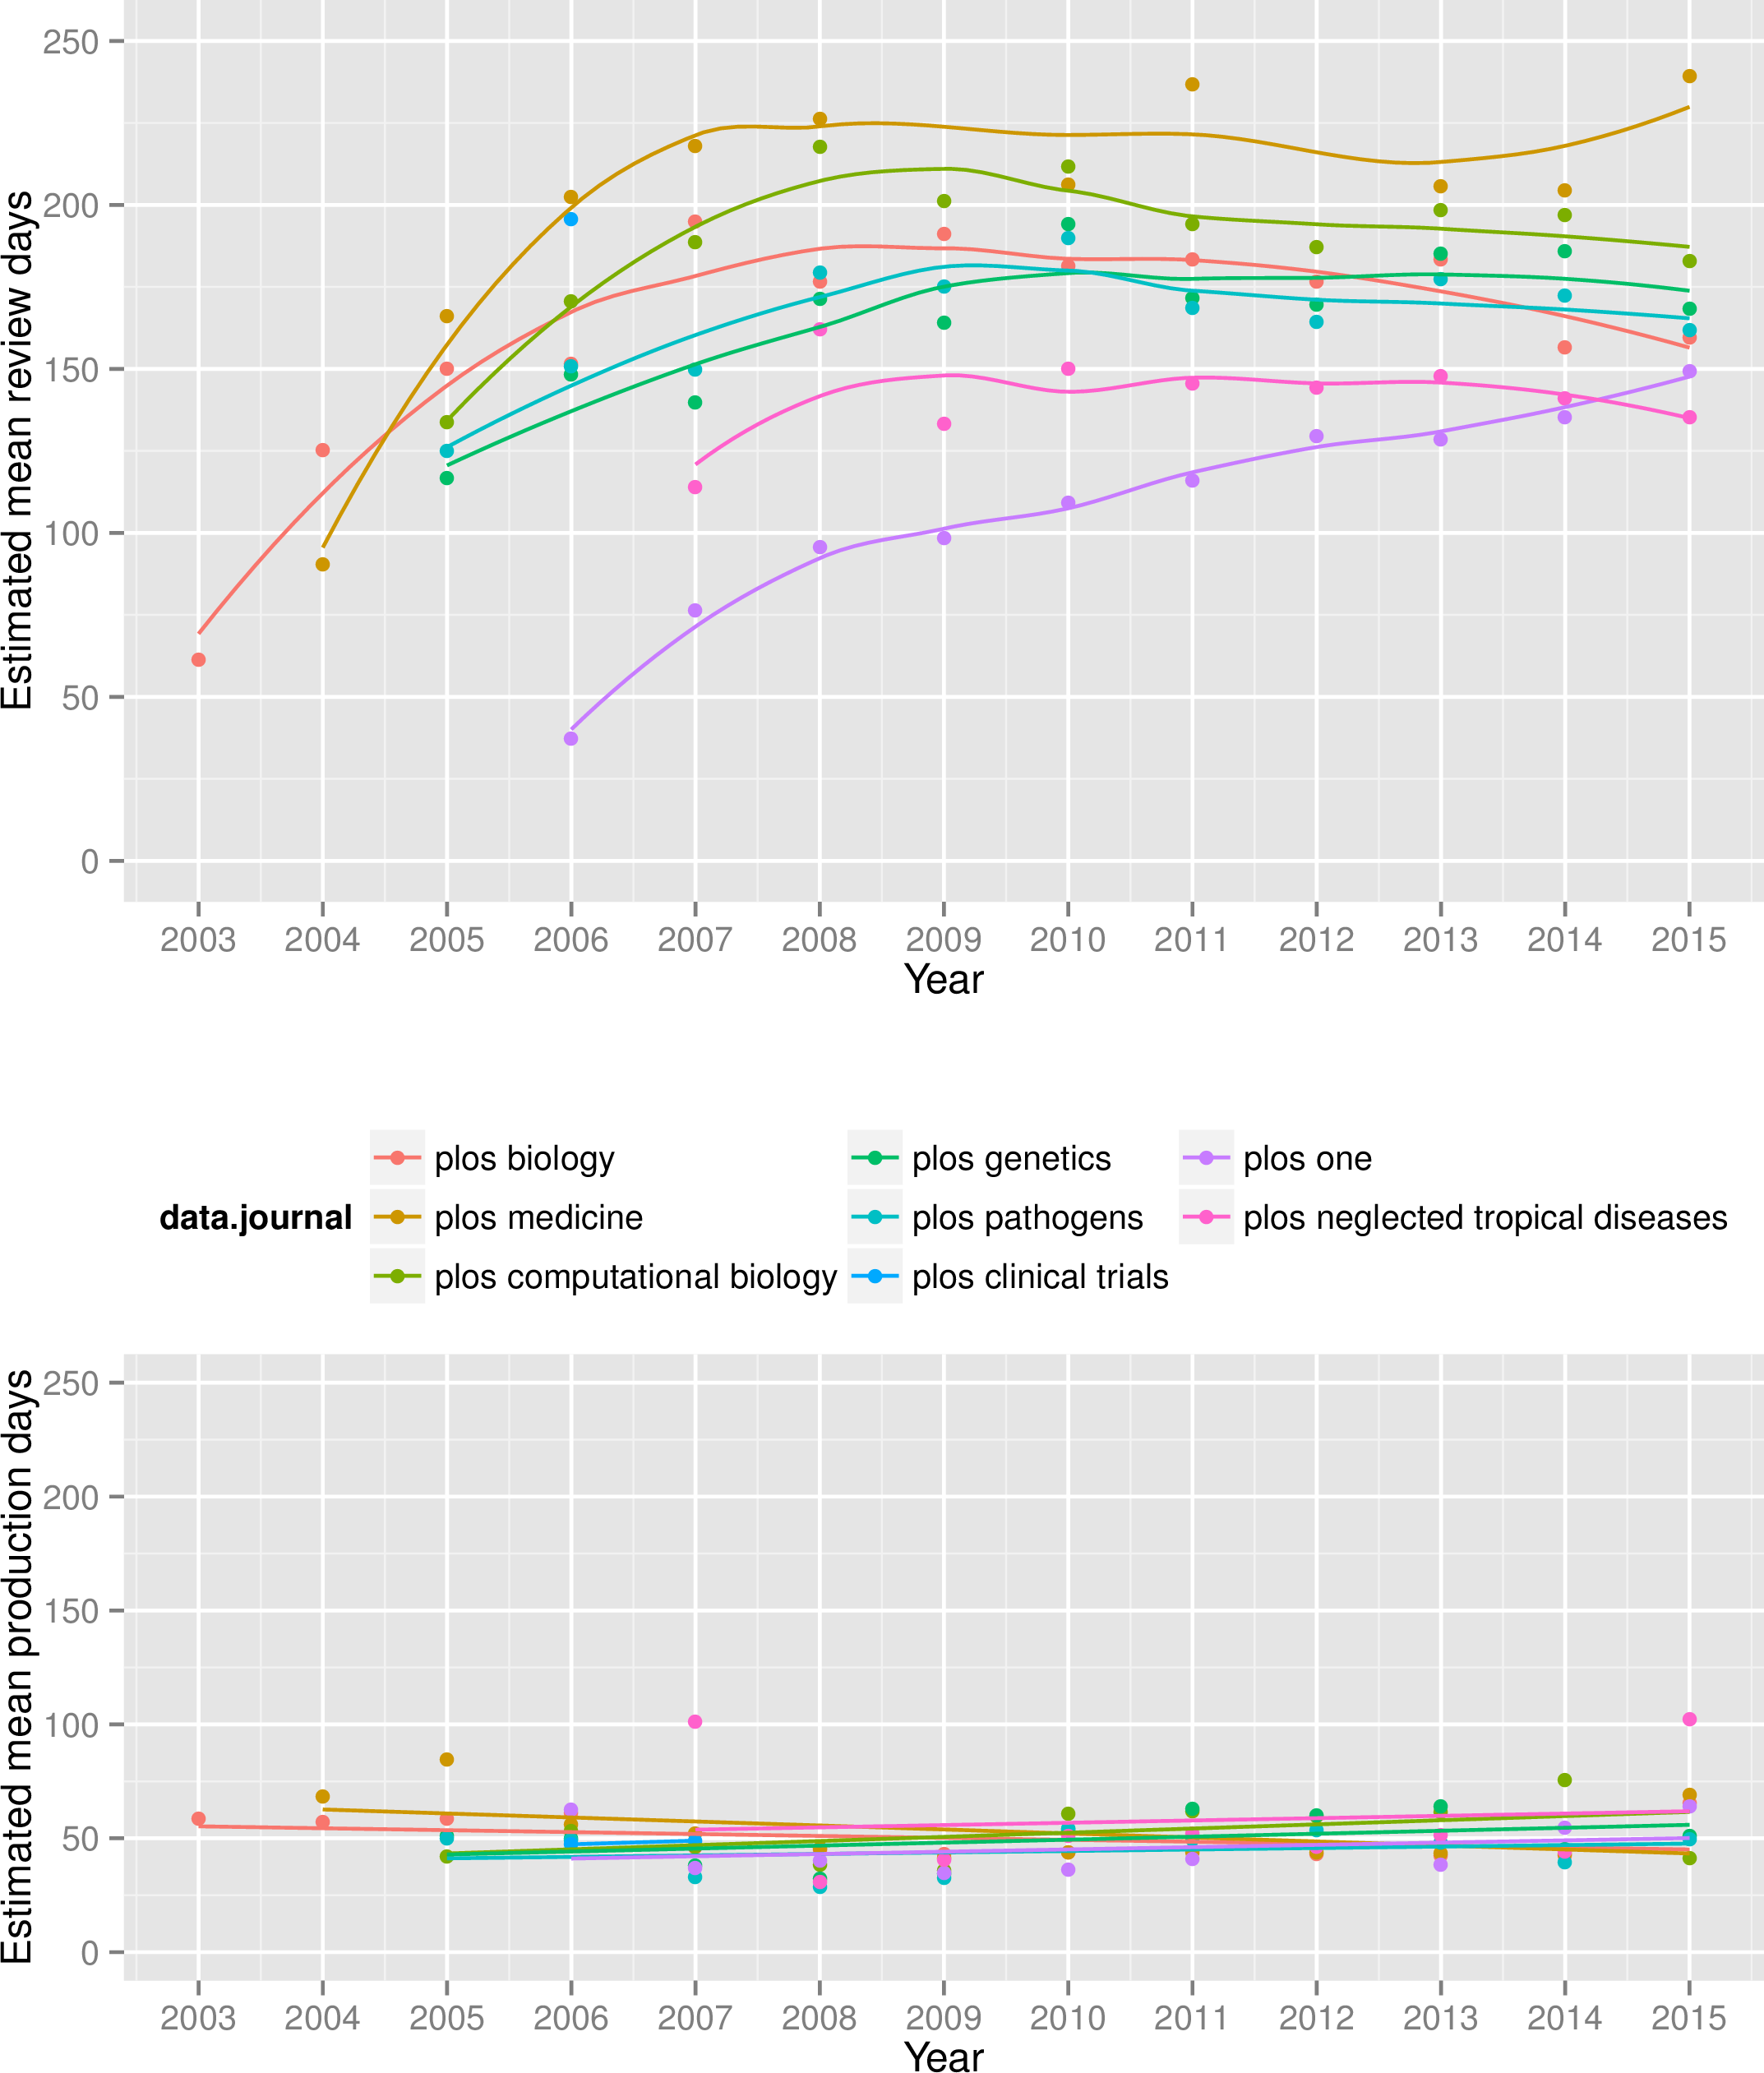 Estimated mean review days
250
200
150
100
50
0
2003 2004 2005 2006 2007 2008 2009 2010 2011 2012 2013 2014 2015
Year
data.journal
plos biology
plos medicine
plos computational biology
plos genetics
plos pathogens
plos clinical trials
plos one
plos neglected tropical diseases
Estimated mean production days
250
200
150
100
50
0
2003 2004 2005 2006 2007 2008 2009 2010 2011 2012 2013 2014 2015
Year